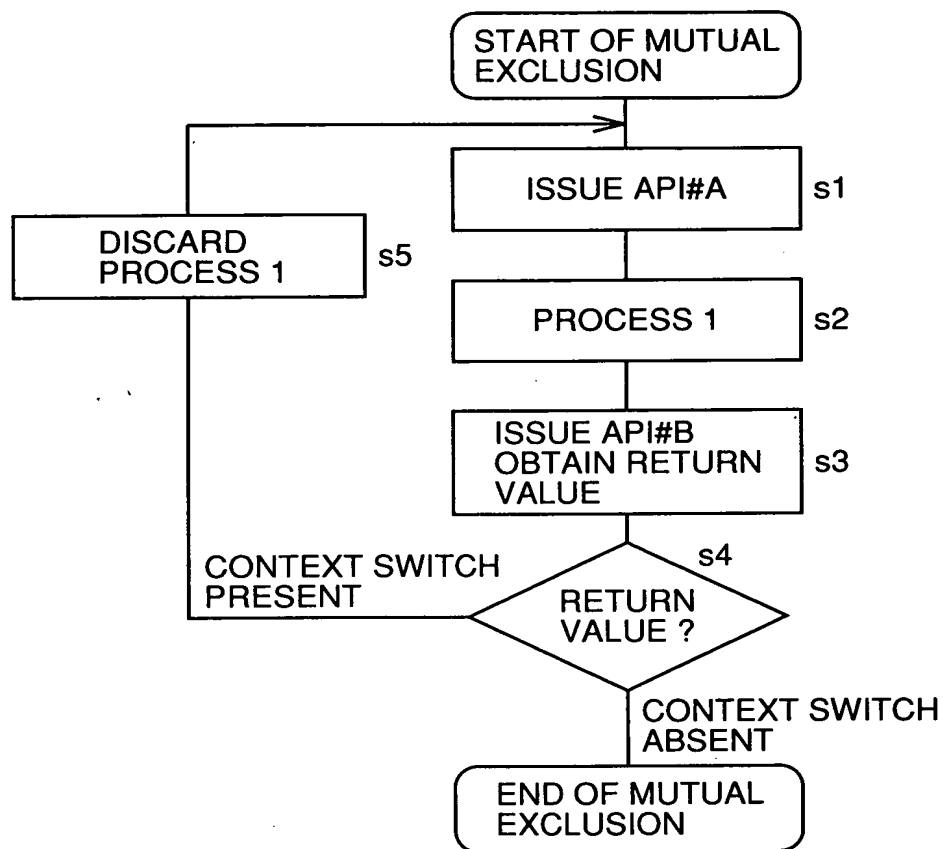 START OF MUTUAL
EXCLUSION
ISSUE API#A
s1
DISCARD
PROCESS 1
s5
PROCESS 1
s2
ISSUE API#B
OBTAIN RETURN
VALUE
s3
s4
CONTEXT SWITCH
PRESENT
RETURN
VALUE ?
CONTEXT SWITCH
ABSENT
END OF MUTUAL
EXCLUSION